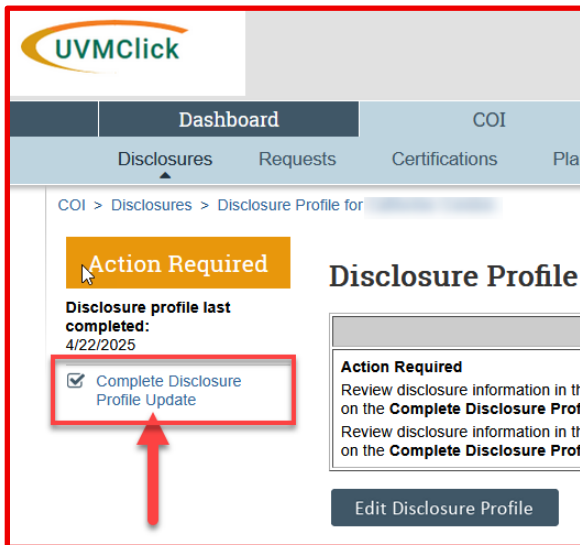 UVMClick
Dashboard
COI
Disclosures
Requests
Certifications
Pla
COI > Disclosures > Disclosure Profile for
Action Required
Disclosure profile last
completed:
4/22/2025
Complete Disclosure
Profile Update
Disclosure Profile
Action Required
Review disclosure information in th
on the Complete Disclosure Prof
Review disclosure information in th
on the Complete Disclosure Prof
Edit Disclosure Profile